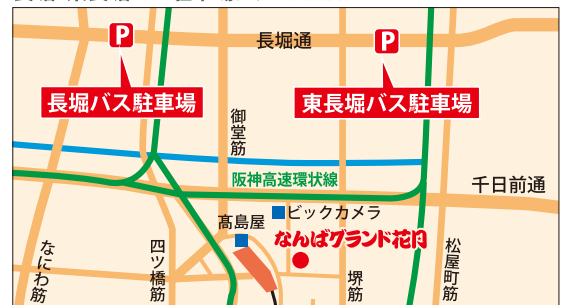 P
P
長堀通
長堀バス駐車場
東長堀バス駐車場
御堂筋
阪神高速環状線
千日前通
ビックカメラ
髙島屋
なんばグランド花月
なにわ筋
四ツ橋筋
堺筋
松屋町筋